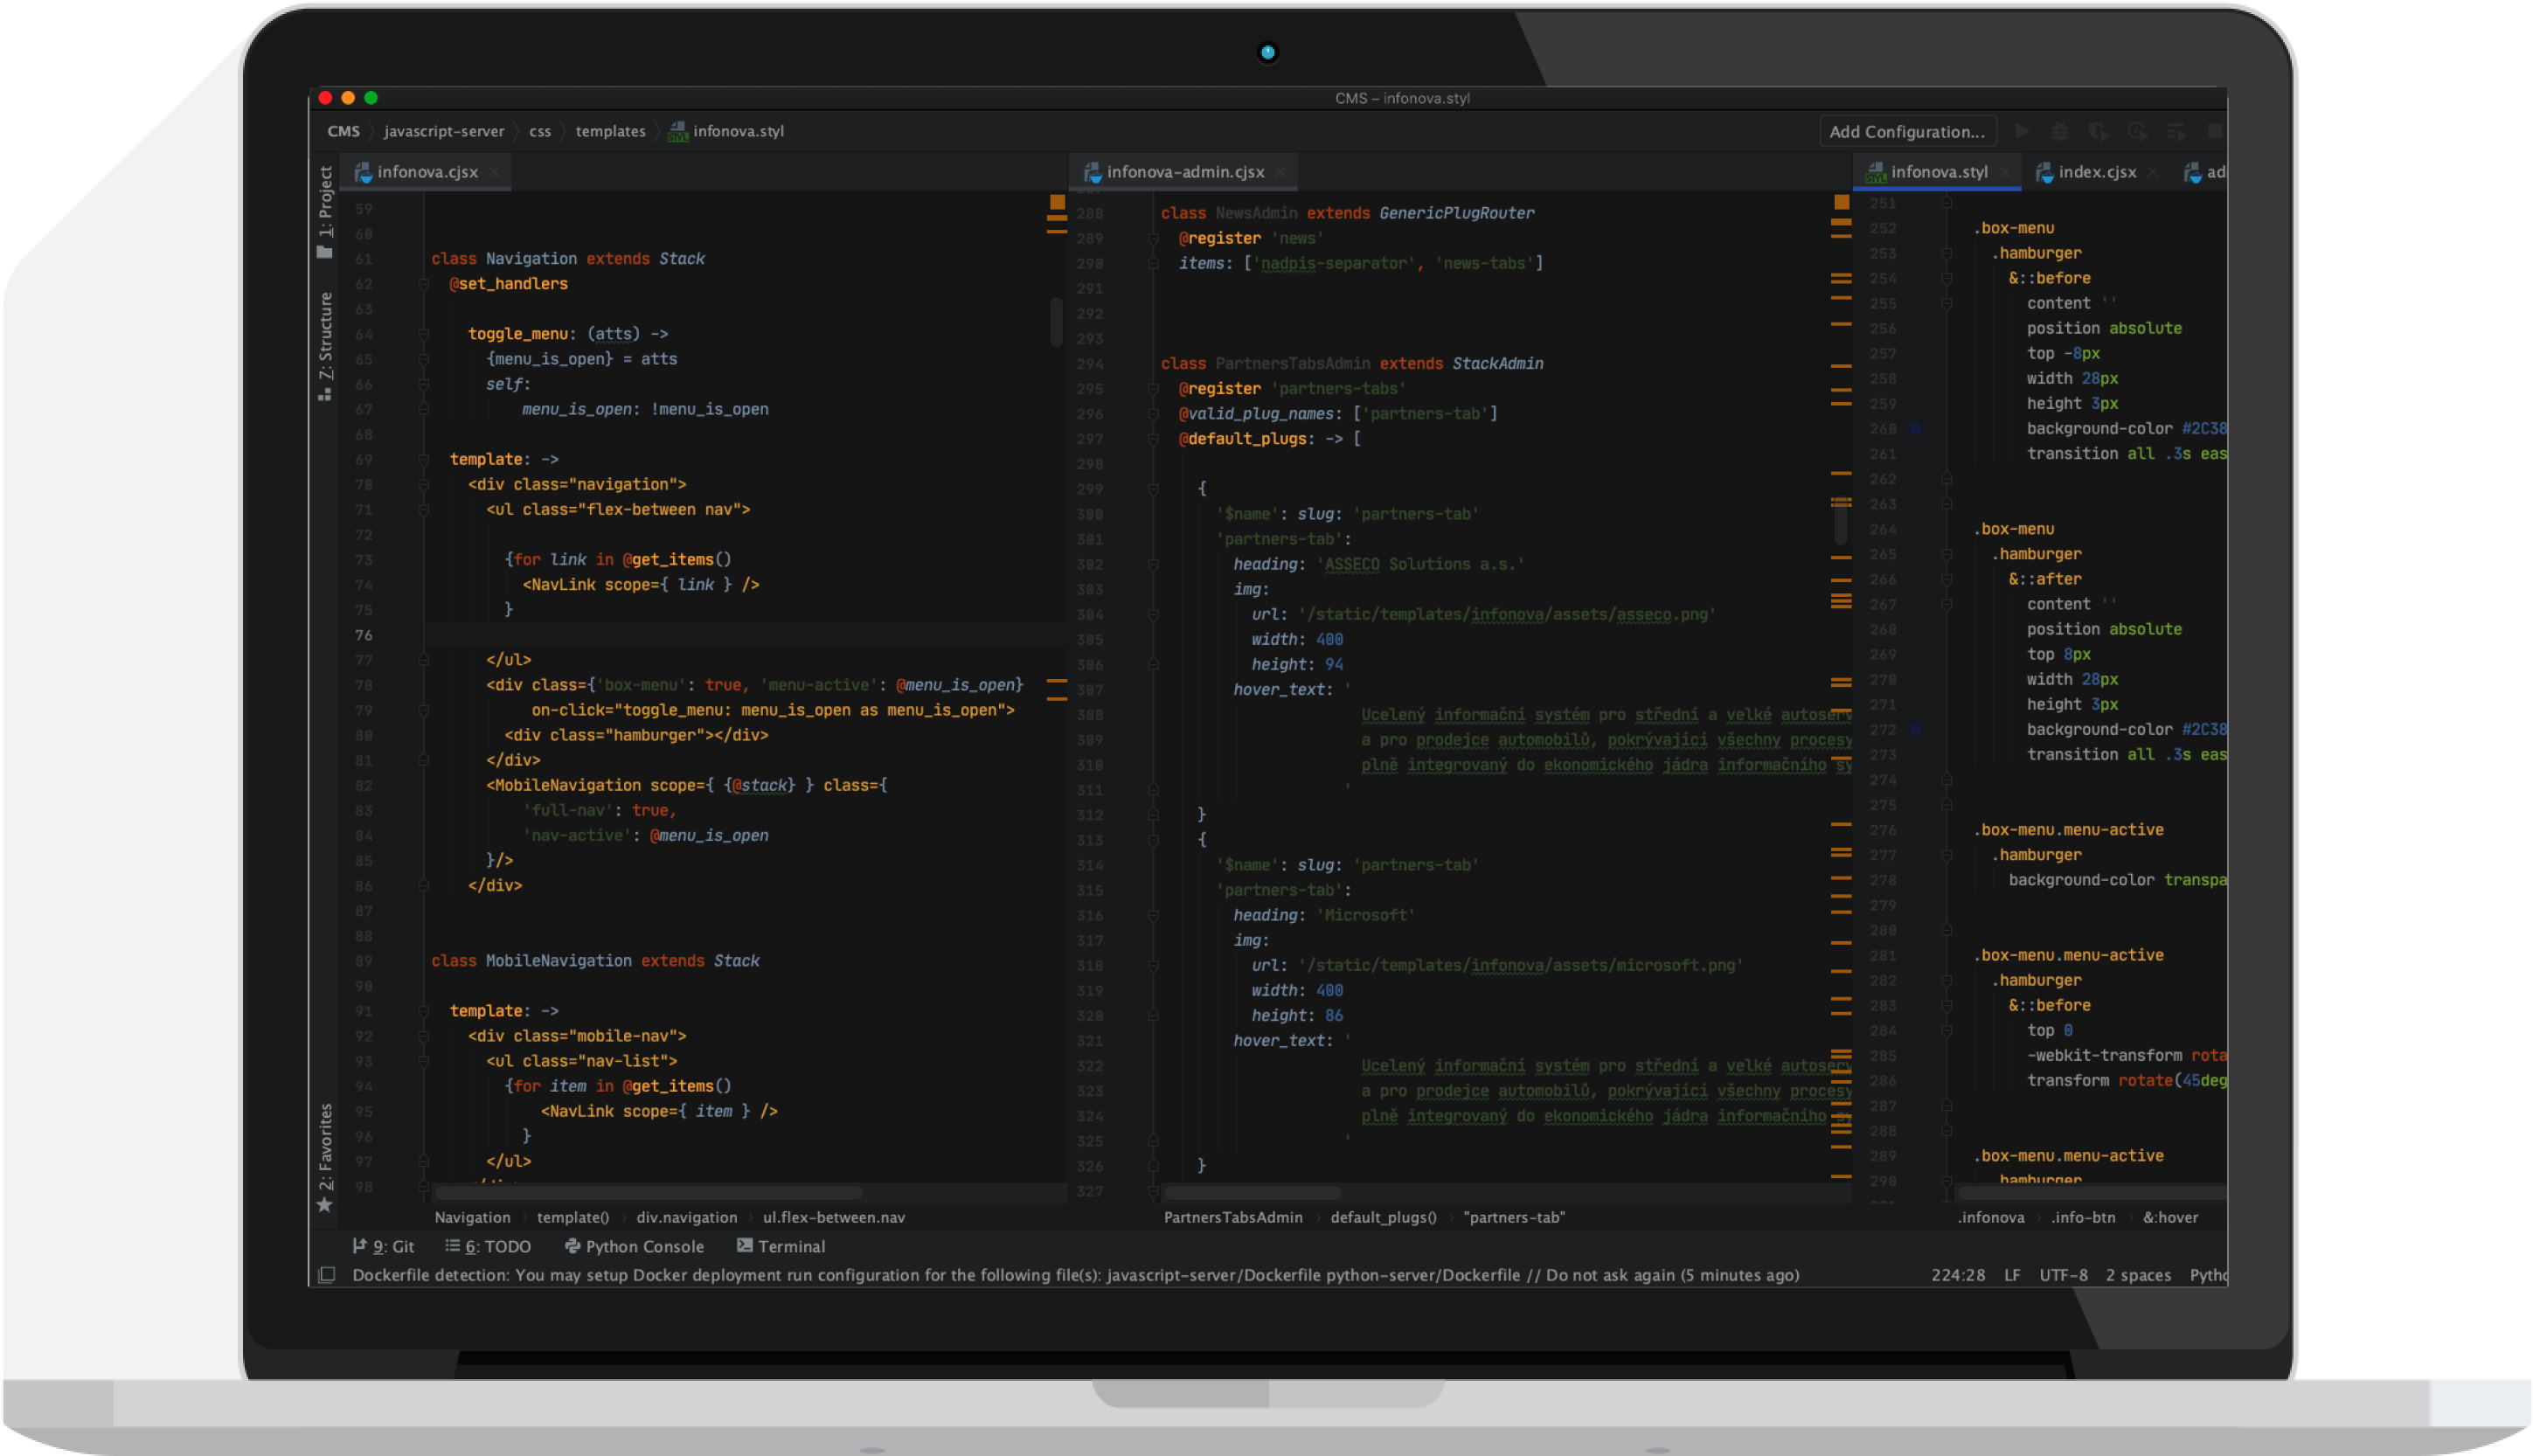 CMS – infonova.styl
CMS javascript-server css templates infonova.styl
Add Configuration...
1: Project
7: Structure
2: Favorites
infonova.cjsx
59
60
61 class Navigation extends Stack
62 @set_handlers
63
64 toggle_menu: (atts) ->
65 {menu_is_open} = atts
66 self:
67 menu_is_open: !menu_is_open
68
69 template: ->
70 <div class="navigation">
71 <ul class="flex-between nav">
72
73 {for link in @get_items()
74 <NavLink scope={ link } />
75 }
76
77 </ul>
78 <div class={'box-menu': true, 'menu-active': @menu_is_open}
79 on-click="toggle_menu: menu_is_open as menu_is_open">
80 <div class="hamburger"></div>
81 </div>
82 <MobileNavigation scope={ {@stack} } class={
83 'full-nav': true,
84 'nav-active': @menu_is_open
85 }/>
86 </div>
87
88
89 class MobileNavigation extends Stack
90
91 template: ->
92 <div class="mobile-nav">
93 <ul class="nav-list">
94 {for item in @get_items()
95 <NavLink scope={ item } />
96 }
97 </ul>
98
Navigation template() div.navigation ul.flex-between.nav
infonova-admin.cjsx
288 class NewsAdmin extends GenericPlugRouter
289 @register 'news'
290 items: ['nadpis-separator', 'news-tabs']
291
292
293
294 class PartnersTabsAdmin extends StackAdmin
295 @register 'partners-tabs'
296 @valid_plug_names: ['partners-tab']
297 @default_plugs: -> [
298
299 {
300 '$name': slug: 'partners-tab'
301 'partners-tab':
302 heading: 'ASSECO Solutions a.s.'
303 img:
304 url: '/static/templates/infonova/assets/asseco.png'
305 width: 400
306 height: 94
307 hover_text: '
308 Ucelený informační systém pro střední a velké autoserv
309 a pro prodejce automobilů, pokrývající všechny procesy
310 plně integrovaný do ekonomického jádra informačního sy
311 '
312 }
313 {
314 '$name': slug: 'partners-tab'
315 'partners-tab':
316 heading: 'Microsoft'
317 img:
318 url: '/static/templates/infonova/assets/microsoft.png'
319 width: 400
320 height: 86
321 hover_text: '
322 Ucelený informační systém pro střední a velké autoserv
323 a pro prodejce automobilů, pokrývající všechny procesy
324 plně integrovaný do ekonomického jádra informačního sy
325 '
326 }
327
PartnersTabsAdmin default_plugs() "partners-tab"
infonova.styl index.cjsx ad
251
252 .box-menu
253 .hamburger
254 &::before
255 content ''
256 position absolute
257 top -8px
258 width 28px
259 height 3px
260 background-color #2C38
261 transition all .3s eas
262
263
264 .box-menu
265 .hamburger
266 &::after
267 content ''
268 position absolute
269 top 8px
270 width 28px
271 height 3px
272 background-color #2C38
273 transition all .3s eas
274
275
276 .box-menu.menu-active
277 .hamburger
278 background-color transpa
279
280
281 .box-menu.menu-active
282 .hamburger
283 &::before
284 top 0
285 -webkit-transform rota
286 transform rotate(45deg
287
288
289 .box-menu.menu-active
290 .hamburger
.infonova .info-btn &:hover
9: Git 6: TODO Python Console Terminal
Dockerfile detection: You may setup Docker deployment run configuration for the following file(s): javascript-server/Dockerfile python-server/Dockerfile // Do not ask again (5 minutes ago)
224:28 LF UTF-8 2 spaces Pytho